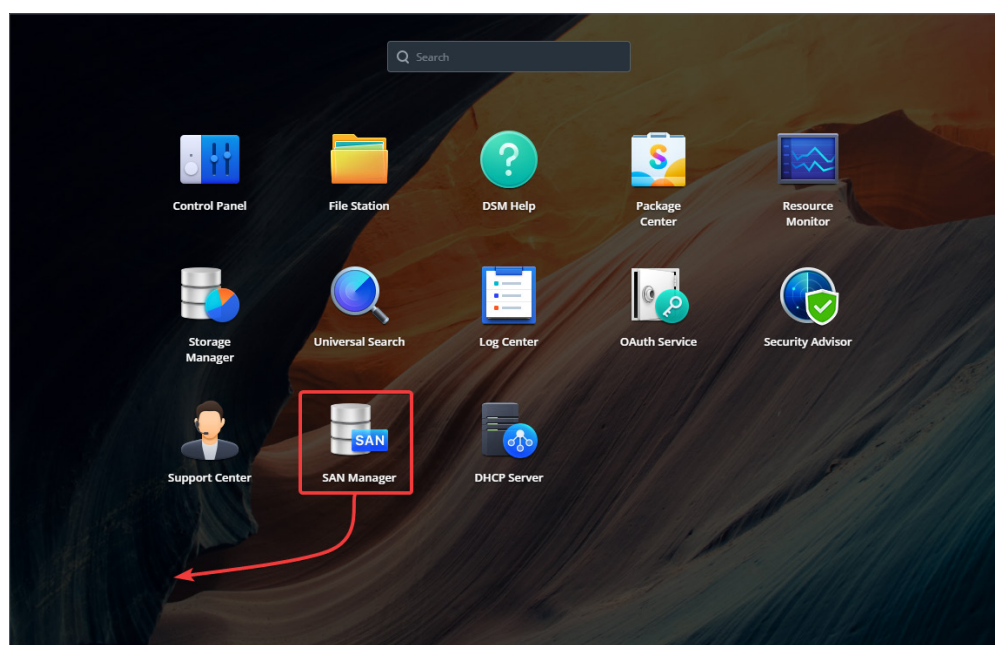 Search
Control Panel
File Station
DSM Help
Package
Center
Resource
Monitor
Storage
Manager
Universal Search
Log Center
OAuth Service
Security Advisor
Support Center
SAN
SAN Manager
DHCP Server